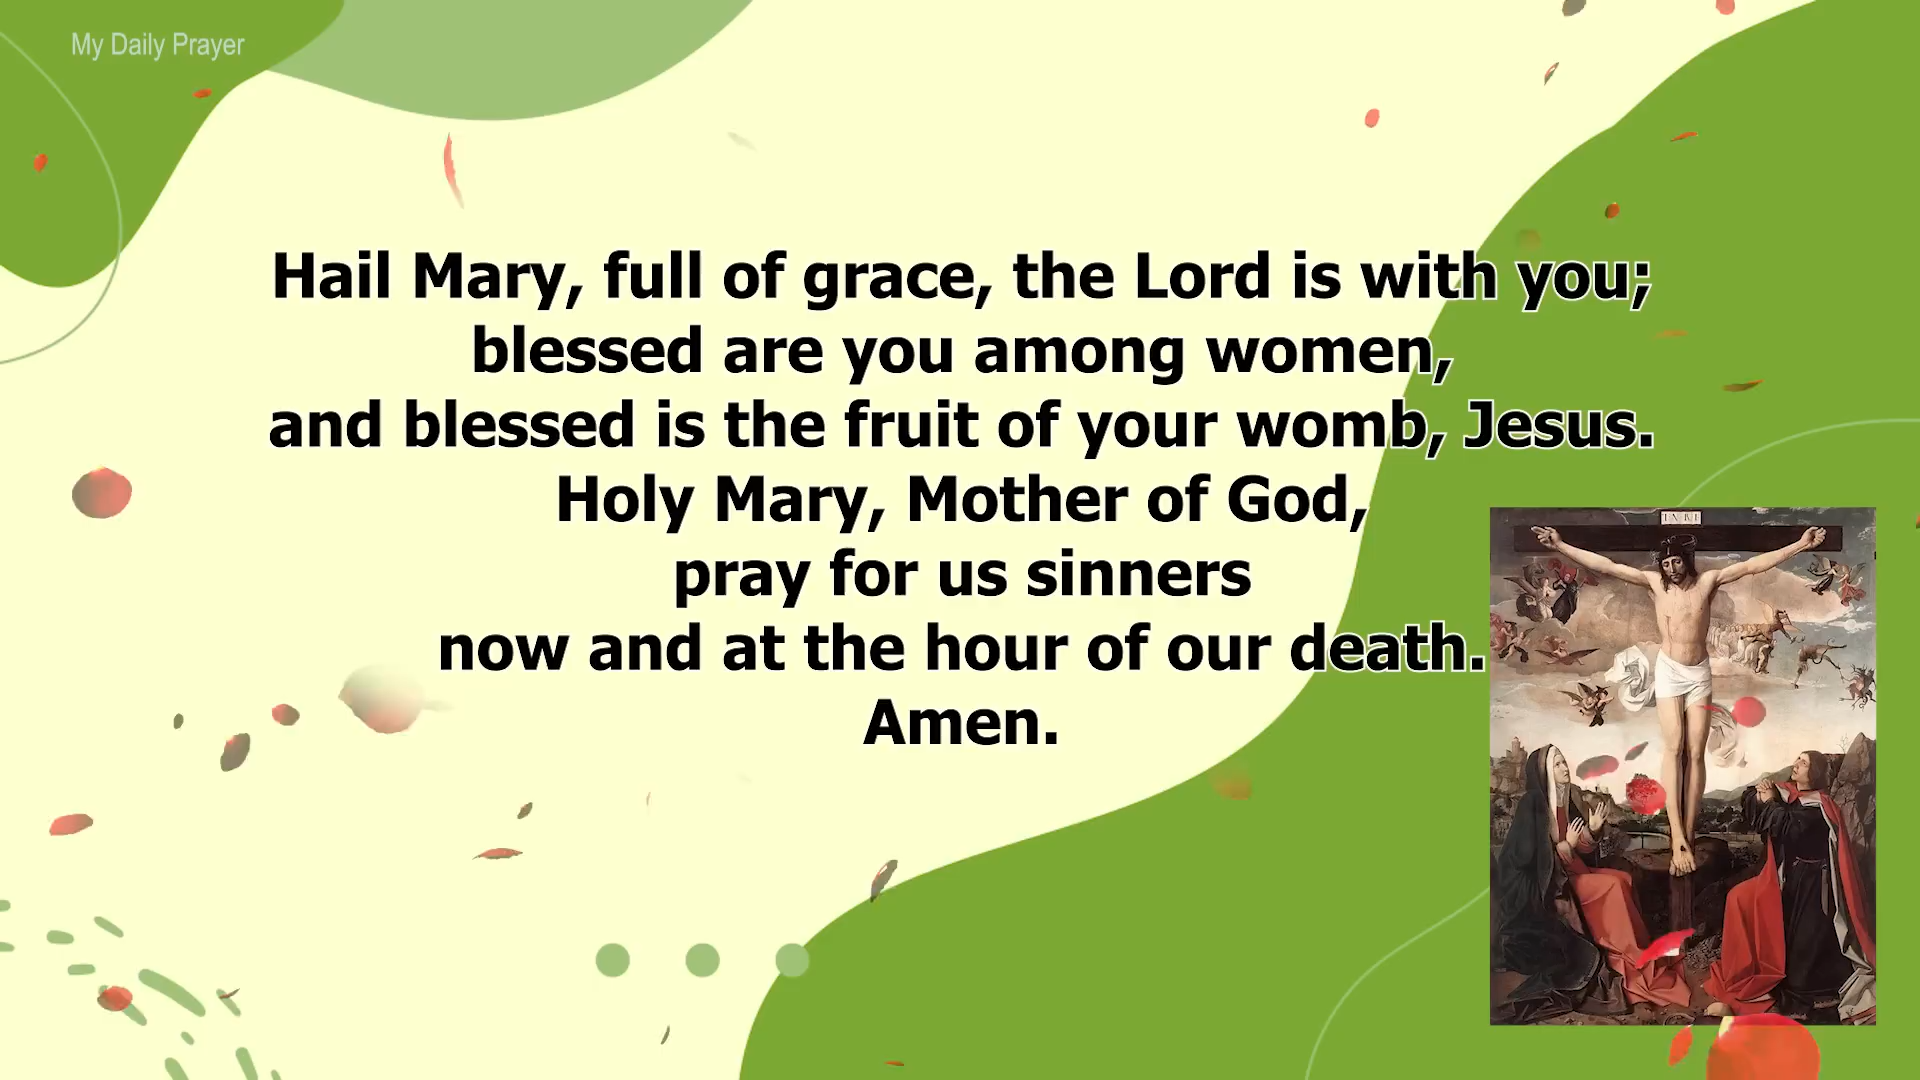 My Daily Prayer
Hail Mary, full of grace, the Lord is with you;
blessed are you among women,
and blessed is the fruit of your womb, Jesus.
Holy Mary, Mother of God,
pray for us sinners
now and at the hour of our death.
Amen.
INRI